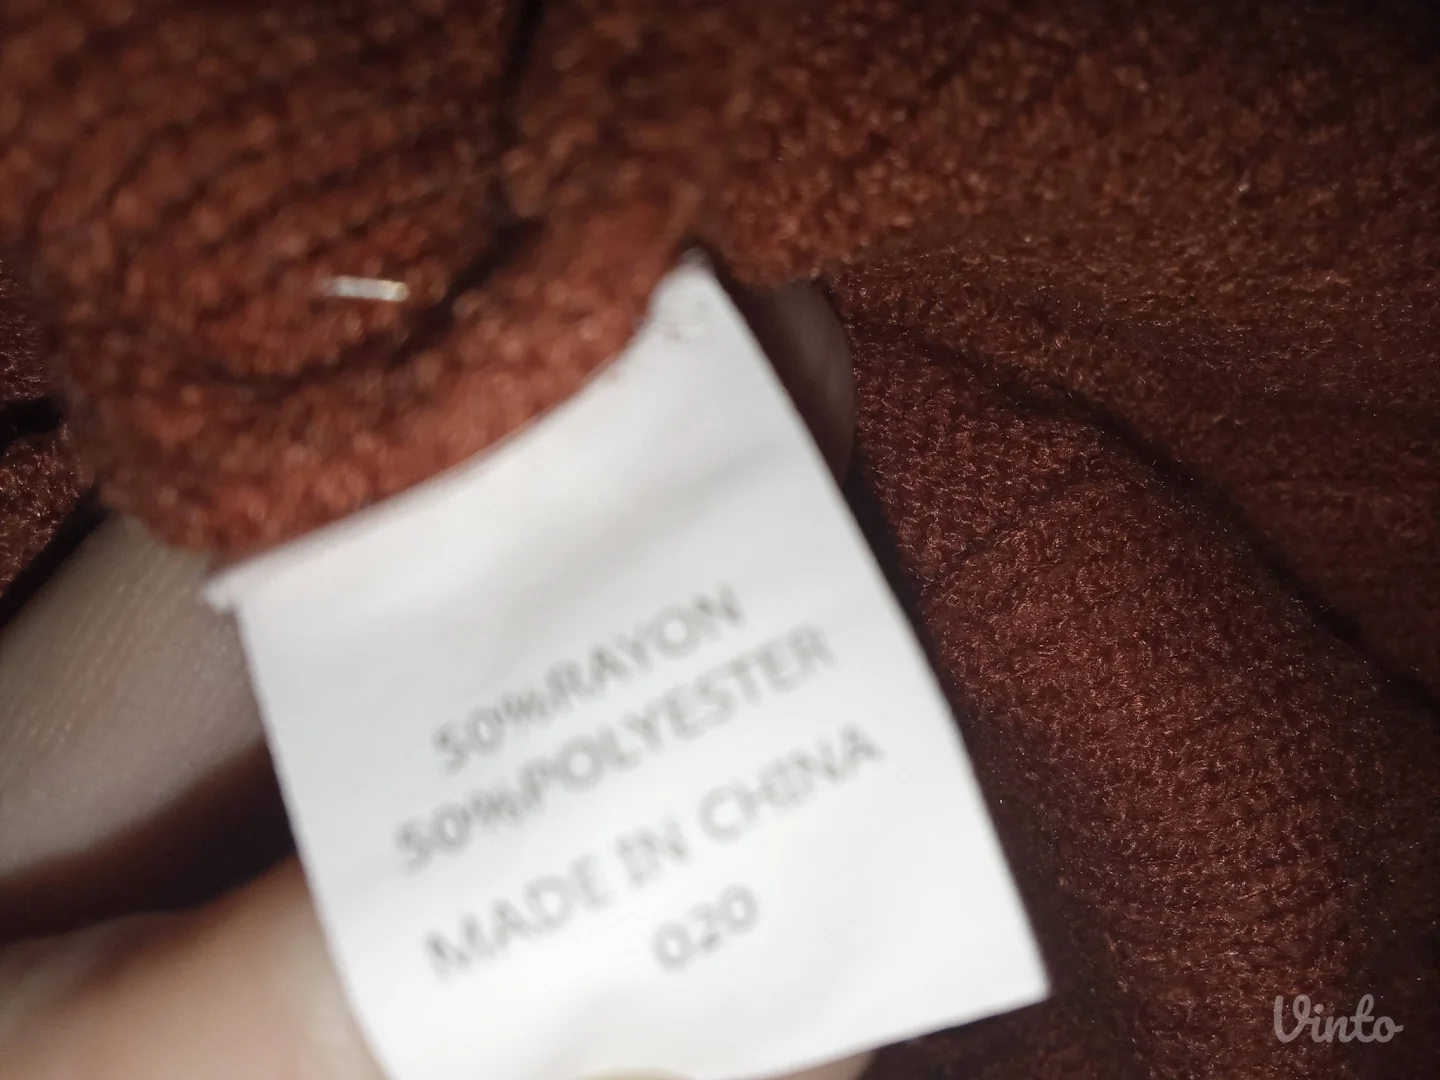 50%RAYON
50%POLYESTER
MADE IN CHINA
020
Vinto